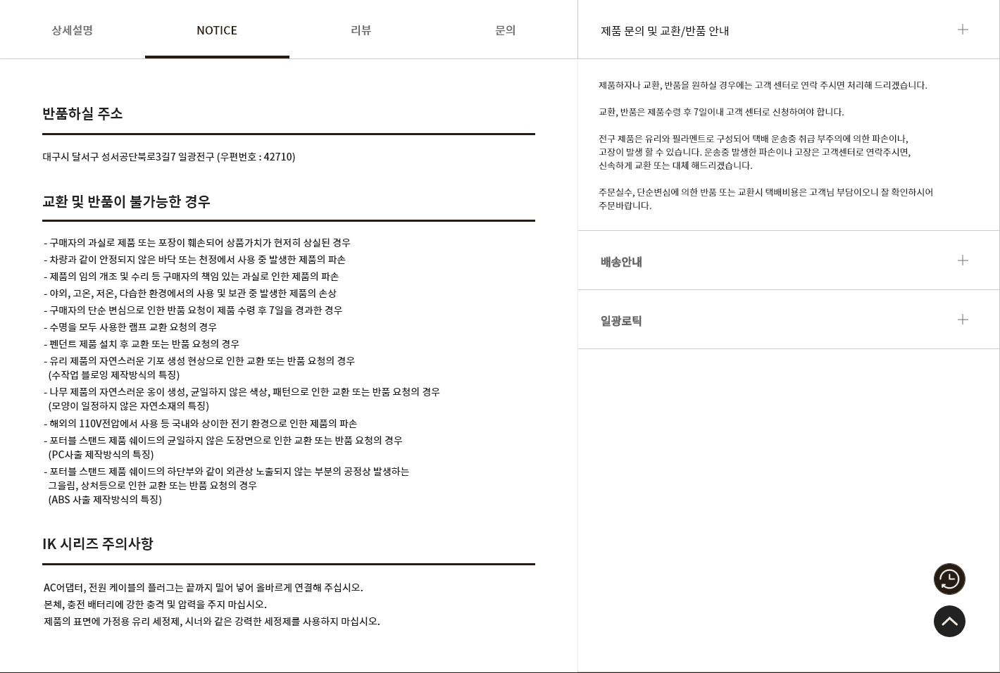 상세설명
NOTICE
리뷰
문의
반품하실 주소
대구시 달서구 성서공단북로3길7 일광전구 (우편번호 : 42710)
교환 및 반품이 불가능한 경우
- 구매자의 과실로 제품 또는 포장이 훼손되어 상품가치가 현저히 상실된 경우
- 차량과 같이 안정되지 않은 바닥 또는 천정에서 사용 중 발생한 제품의 파손
- 제품의 임의 개조 및 수리 등 구매자의 책임 있는 과실로 인한 제품의 파손
- 야외, 고온, 저온, 다습한 환경에서의 사용 및 보관 중 발생한 제품의 손상
- 구매자의 단순 변심으로 인한 반품 요청이 제품 수령 후 7일을 경과한 경우
- 수명을 모두 사용한 램프 교환 요청의 경우
- 펜던트 제품 설치 후 교환 또는 반품 요청의 경우
- 유리 제품의 자연스러운 기포 생성 현상으로 인한 교환 또는 반품 요청의 경우
(수작업 블로잉 제작방식의 특징)
- 나무 제품의 자연스러운 옹이 생성, 균일하지 않은 색상, 패턴으로 인한 교환 또는 반품 요청의 경우
(모양이 일정하지 않은 자연소재의 특징)
- 해외의 110V전압에서 사용 등 국내와 상이한 전기 환경으로 인한 제품의 파손
- 포터블 스탠드 제품 쉐이드의 균일하지 않은 도장면으로 인한 교환 또는 반품 요청의 경우
(PC사출 제작방식의 특징)
- 포터블 스탠드 제품 쉐이드의 하단부와 같이 외관상 노출되지 않는 부분의 공정상 발생하는
그을림, 상처등으로 인한 교환 또는 반품 요청의 경우
(ABS 사출 제작방식의 특징)
IK 시리즈 주의사항
AC어댑터, 전원 케이블의 플러그는 끝까지 밀어 넣어 올바르게 연결해 주십시오.
본체, 충전 배터리에 강한 충격 및 압력을 주지 마십시오.
제품의 표면에 가정용 유리 세정제, 시너와 같은 강력한 세정제를 사용하지 마십시오.
제품 문의 및 교환/반품 안내
제품하자나 교환, 반품을 원하실 경우에는 고객 센터로 연락 주시면 처리해 드리겠습니다.
교환, 반품은 제품수령 후 7일이내 고객 센터로 신청하여야 합니다.
전구 제품은 유리와 필라멘트로 구성되어 택배 운송중 취급 부주의에 의한 파손이나,
고장이 발생 할 수 있습니다. 운송중 발생한 파손이나 고장은 고객센터로 연락주시면,
신속하게 교환 또는 대체 해드리겠습니다.
주문실수, 단순변심에 의한 반품 또는 교환시 택배비용은 고객님 부담이오니 잘 확인하시어
주문바랍니다.
배송안내
일광로틱